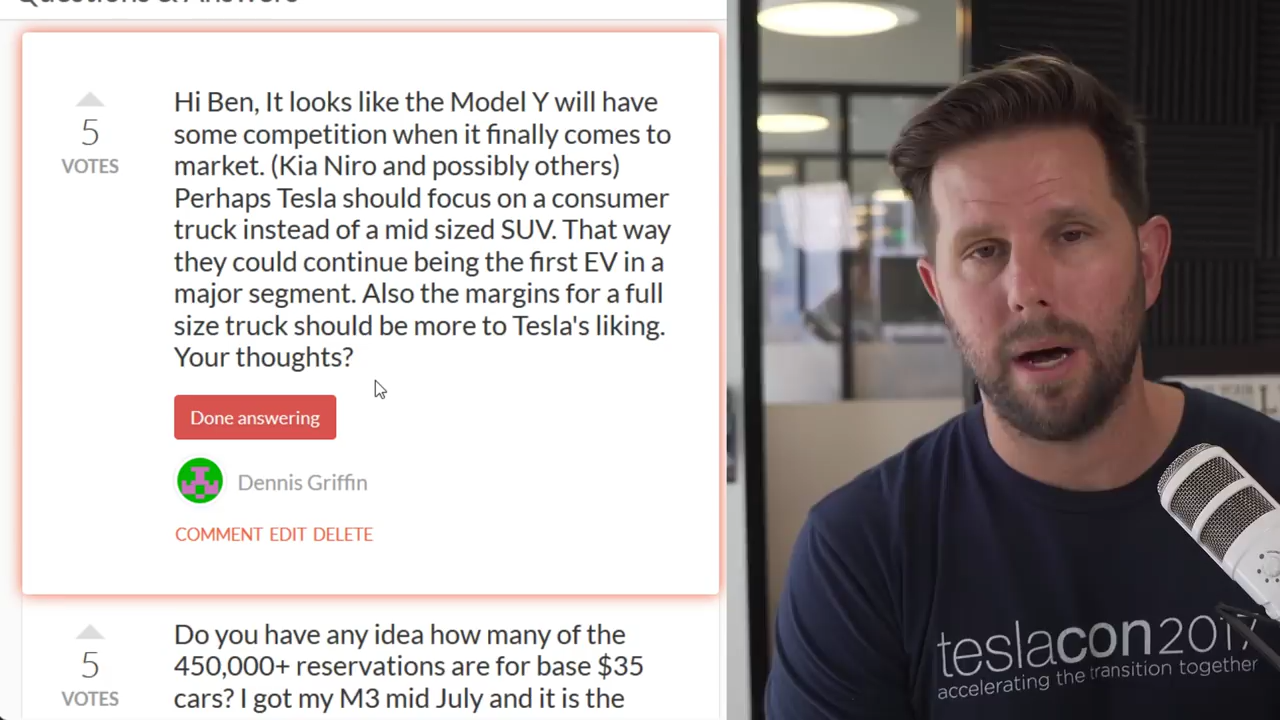 Questions & Answers
5
VOTES
Hi Ben, It looks like the Model Y will have
some competition when it finally comes to
market. (Kia Niro and possibly others)
Perhaps Tesla should focus on a consumer
truck instead of a mid sized SUV. That way
they could continue being the first EV in a
major segment. Also the margins for a full
size truck should be more to Tesla's liking.
Your thoughts?
Done answering
Dennis Griffin
COMMENT EDIT DELETE
5
VOTES
Do you have any idea how many of the
450,000+ reservations are for base $35
cars? I got my M3 mid July and it is the
teslacon2017
accelerating the transition together